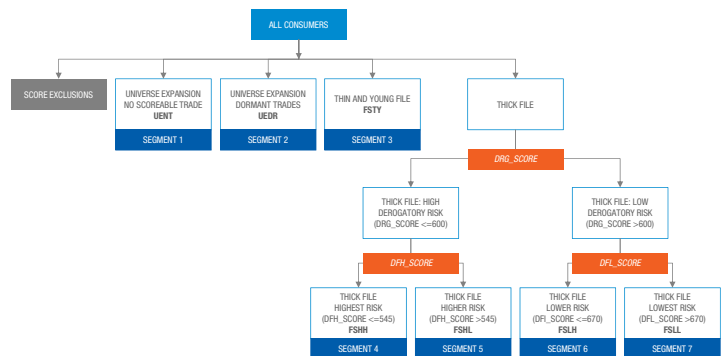 ALL CONSUMERS
SCORE EXCLUSIONS
UNIVERSE EXPANSION
NO SCOREABLE TRADE
UENT
SEGMENT 1
UNIVERSE EXPANSION
DORMANT TRADES
UEDR
SEGMENT 2
THIN AND YOUNG FILE
FSTY
SEGMENT 3
THICK FILE
DRG_SCORE
THICK FILE: HIGH
DEROGATORY RISK
(DRG_SCORE <=600)
THICK FILE: LOW
DEROGATORY RISK
(DRG_SCORE >600)
DFH_SCORE
DFL_SCORE
THICK FILE
HIGHEST RISK
(DFH_SCORE <=545)
FSHH
SEGMENT 4
THICK FILE
HIGHER RISK
(DFH_SCORE >545)
FSHL
SEGMENT 5
THICK FILE
LOWER RISK
(DFI_SCORE <=670)
FSLH
SEGMENT 6
THICK FILE
LOWEST RISK
(DFL_SCORE >670)
FSLL
SEGMENT 7